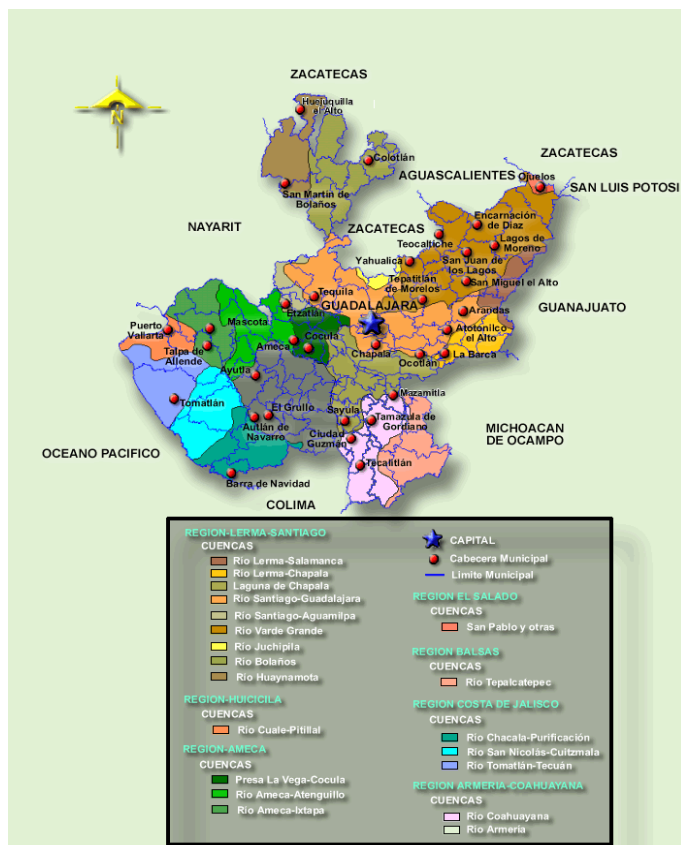 ZACATECAS
Huejuquilla
el Alto
Colotlán
AGUASCALIENTES
ZACATECAS
Ojuelos
SAN LUIS POTOSI
San Martín de
Bolaños
NAYARIT
ZACATECAS
Encarnación
de Díaz
Teocaltiche
Lagos de
Moreno
Yahualica
San Juan de
los Lagos
Tepatitlán
de Morelos
San Miguel el Alto
Tequila
GUADALAJARA
Etzatlán
Arandas
GUANAJUATO
Puerto
Vallarta
Mascota
Cocula
Ameca
Atotonilco
el Alto
Talpa de
Allende
Chapala
La Barca
Ocotlán
Ayutla
Tomatlán
Mazamitla
El Grullo
Sayula
Tamazula de
Gordiano
Autlán de
Navarro
Ciudad
Guzmán
MICHOACAN
DE OCAMPO
OCEANO PACIFICO
Tecalitlán
Barra de Navidad
COLIMA
N
REGION-LERMA-SANTIAGO
CUENCAS
Río Lerma-Salamanca
Río Lerma-Chapala
Laguna de Chapala
Río Santiago-Guadalajara
Río Santiago-Aguamilpa
Río Varde Grande
Río Juchipila
Río Bolaños
Río Huaynamota
REGION-HUICICILA
CUENCAS
Río Cuale-Pitillal
REGION-AMECA
CUENCAS
Presa La Vega-Cocula
Río Ameca-Atenguillo
Río Ameca-Ixtapa
CAPITAL
Cabecera Municipal
Limite Municipal
REGION EL SALADO
CUENCAS
San Pablo y otras
REGION BALSAS
CUENCAS
Río Tepalcatepec
REGION COSTA DE JALISCO
CUENCAS
Río Chacala-Purificación
Río San Nicolás-Cuitzmala
Río Tomatlán-Tecuán
REGION ARMERIA-COAHUAYANA
CUENCAS
Río Coahuayana
Río Armería